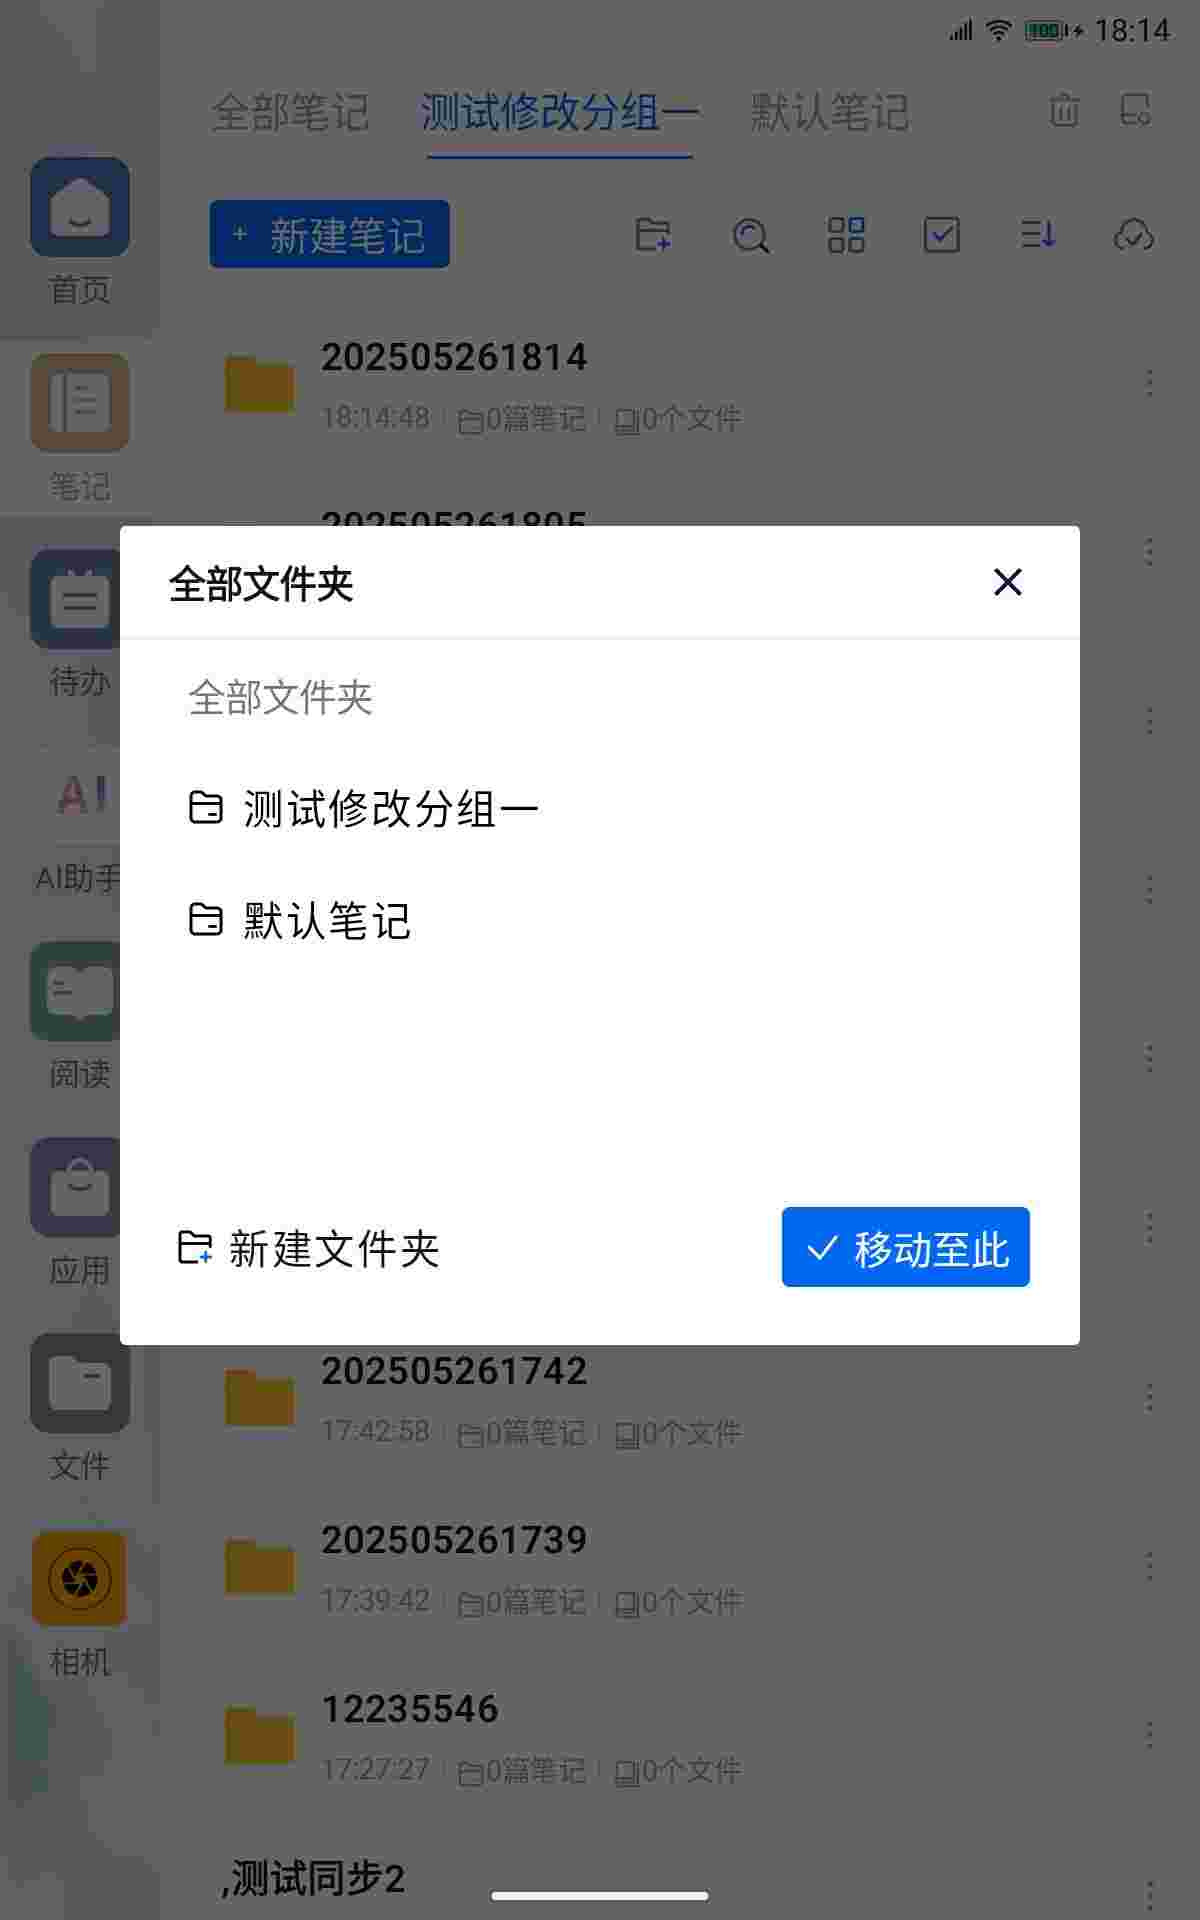 18:14
全部笔记 测试修改分组一 默认笔记
+ 新建笔记
首页
笔记
待办
AI
AI助手
阅读
应用
文件
相机
202505261814
18:14:48 0篇笔记 0个文件
202505261805
全部文件夹
全部文件夹
测试修改分组一
默认笔记
新建文件夹
移动至此
202505261742
17:42:58 0篇笔记 0个文件
202505261739
17:39:42 0篇笔记 0个文件
12235546
17:27:27 0篇笔记 0个文件
,测试同步2